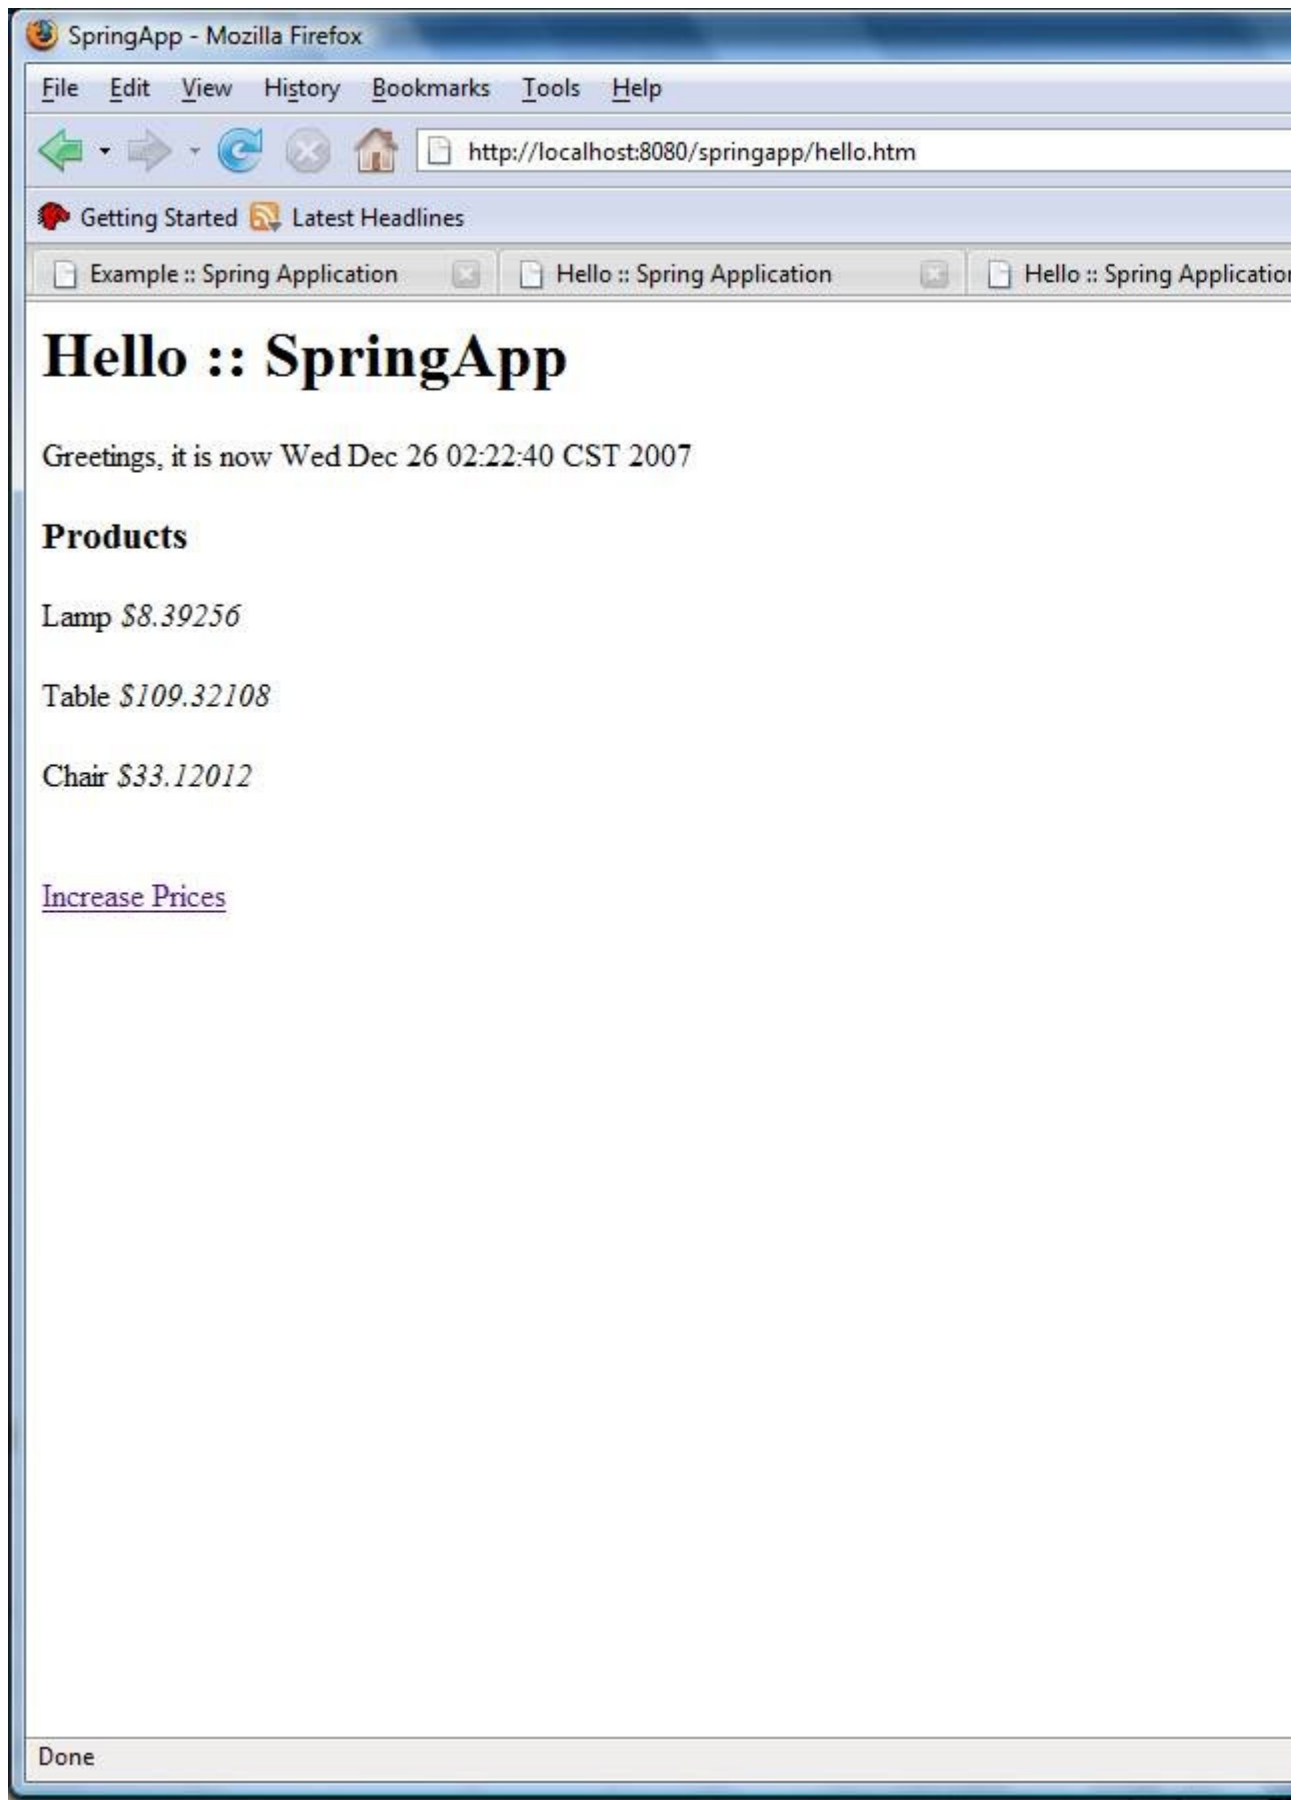 SpringApp - Mozilla Firefox
File Edit View History Bookmarks Tools Help
http://localhost:8080/springapp/hello.htm
Getting Started Latest Headlines
Example :: Spring Application Hello :: Spring Application Hello :: Spring Application
Hello :: SpringApp
Greetings, it is now Wed Dec 26 02:22:40 CST 2007
Products
Lamp $8.39256
Table $109.32108
Chair $33.12012
Increase Prices
Done